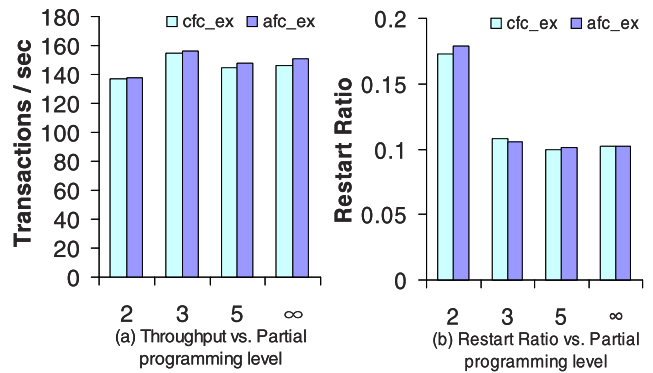 cfc_ex afc_ex
180
160
140
120
100
80
60
40
20
0
Transactions / sec
2 3 5 ∞
(a) Throughput vs. Partial
programming level
cfc_ex afc_ex
0.2
0.15
0.1
0.05
0
Restart Ratio
2 3 5 ∞
(b) Restart Ratio vs. Partial
programming level